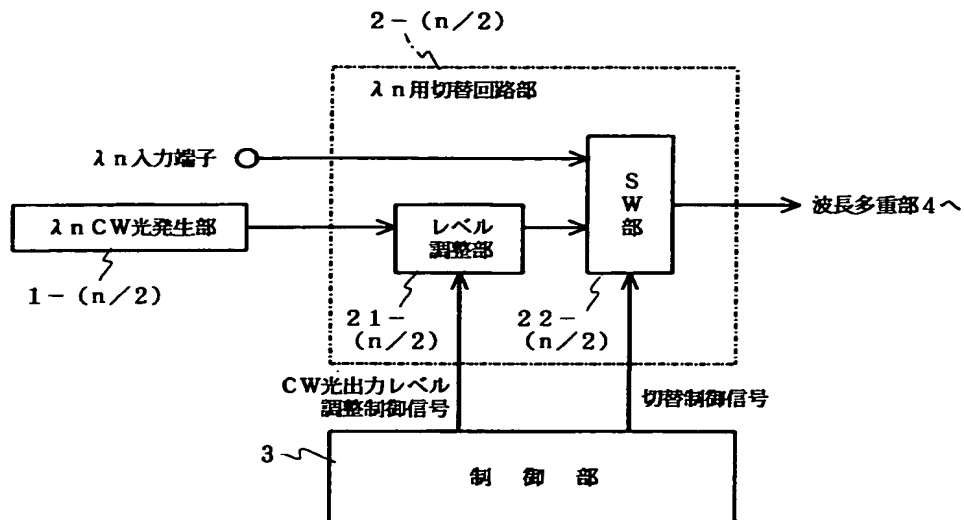 2-(n/2)
λn用切替回路部
λn入力端子
SW部
波長多重部4へ
λnCW光発生部
レベル
調整部
1-(n/2)
21-
(n/2)
22-
(n/2)
CW光出力レベル
調整制御信号
切替制御信号
3
制御部